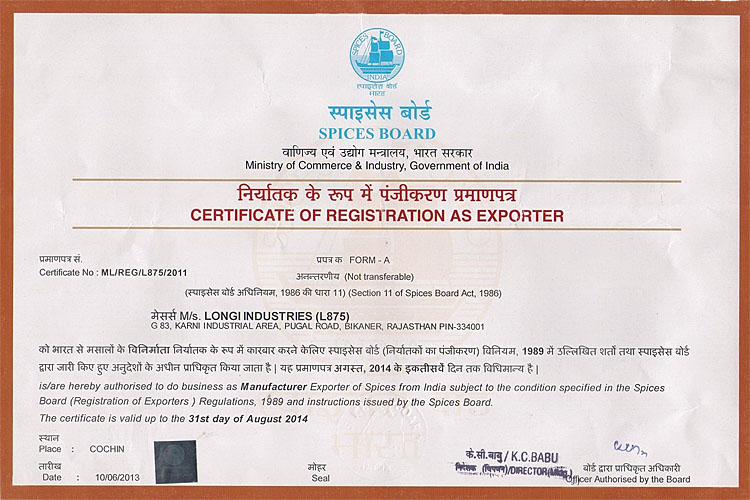 SPICES BOARD
INDIA
स्पाइसेस बोर्ड
भारत
स्पाइसेस बोर्ड
SPICES BOARD
वाणिज्य एवं उद्योग मन्त्रालय, भारत सरकार
Ministry of Commerce & Industry, Government of India
निर्यातक के रूप में पंजीकरण प्रमाणपत्र
CERTIFICATE OF REGISTRATION AS EXPORTER
प्रमाणपत्र सं. प्रपत्र क FORM - A
Certificate No : ML/REG/L875/2011 अनन्तरणीय (Not transferable)
(स्पाइसेस बोर्ड अधिनियम, 1986 की धारा 11) (Section 11 of Spices Board Act, 1986)
मेसर्स M/s. LONGI INDUSTRIES (L875)
G 83, KARNI INDUSTRIAL AREA, PUGAL ROAD, BIKANER, RAJASTHAN PIN-334001
को भारत से मसालों के विनिर्माता निर्यातक के रूप में कारबार करने केलिए स्पाइसेस बोर्ड (निर्यातकों का पंजीकरण) विनियम, 1989 में उल्लिखित शर्तों तथा स्पाइसेस बोर्ड
द्वारा जारी किए हुए अनुदेशों के अधीन प्राधिकृत किया जाता है | यह प्रमाणपत्र अगस्त, 2014 के इकतीसवें दिन तक विधिमान्य है |
is/are hereby authorised to do business as Manufacturer Exporter of Spices from India subject to the condition specified in the Spices
Board (Registration of Exporters ) Regulations, 1989 and instructions issued by the Spices Board.
The certificate is valid up to the 31st day of August 2014
स्थान
Place : COCHIN
के.सी.बाबु / K.C.BABU
तारीख मोहर निदेशक (विपणन)/DIRECTOR(Mktg.) बोर्ड द्वारा प्राधिकृत अधिकारी
Date : 10/06/2013 Seal Officer Authorised by the Board